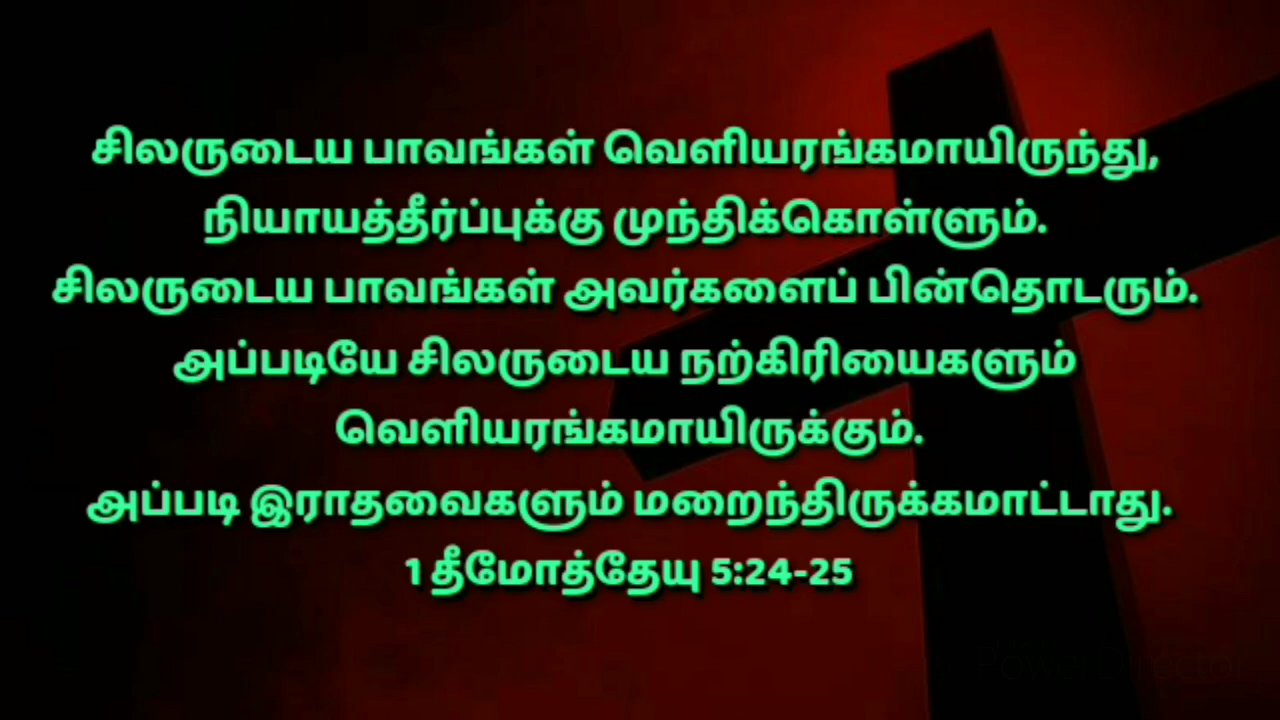 சிலருடைய பாவங்கள் வெளியரங்கமாயிருந்து,
நியாயத்தீர்ப்புக்கு முந்திக்கொள்ளும்.
சிலருடைய பாவங்கள் அவர்களைப் பின்தொடரும்.
அப்படியே சிலருடைய நற்கிரியைகளும்
வெளியரங்கமாயிருக்கும்.
அப்படி இராதவைகளும் மறைந்திருக்கமாட்டாது.
1 தீமோத்தேயு 5:24-25
PowerDirector